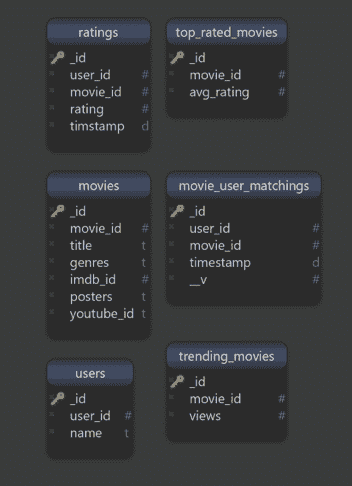 ratings
_id
user_id #
movie_id #
rating #
timstamp d
top_rated_movies
_id
movie_id #
avg_rating #
movies
_id
movie_id #
title t
genres t
imdb_id #
posters t
youtube_id t
movie_user_matchings
_id
user_id #
movie_id #
timestamp d
__v #
users
_id
user_id #
name t
trending_movies
_id
movie_id #
views #